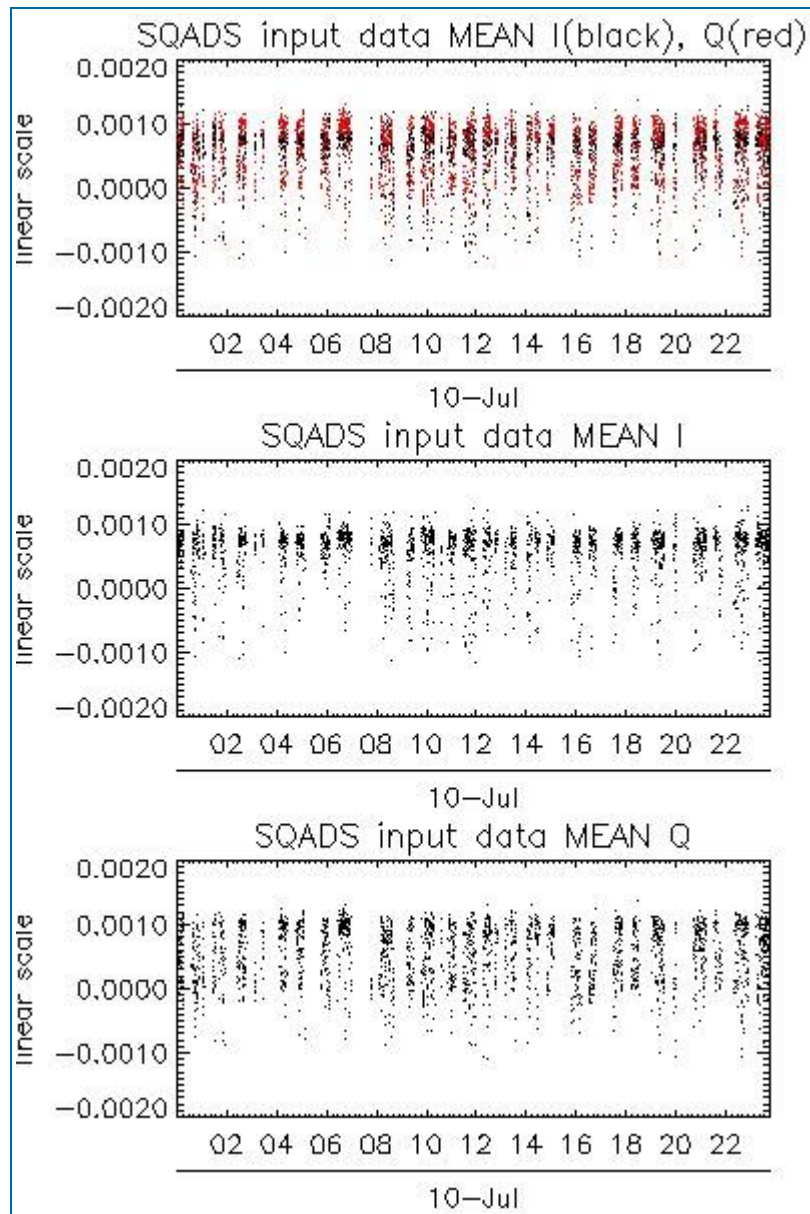 SQADS input data MEAN I(black), Q(red)
0.0020
0.0010
0.0000
−0.0010
−0.0020
linear scale
02 04 06 08 10 12 14 16 18 20 22
10−Jul
SQADS input data MEAN I
0.0020
0.0010
0.0000
−0.0010
−0.0020
linear scale
02 04 06 08 10 12 14 16 18 20 22
10−Jul
SQADS input data MEAN Q
0.0020
0.0010
0.0000
−0.0010
−0.0020
linear scale
02 04 06 08 10 12 14 16 18 20 22
10−Jul